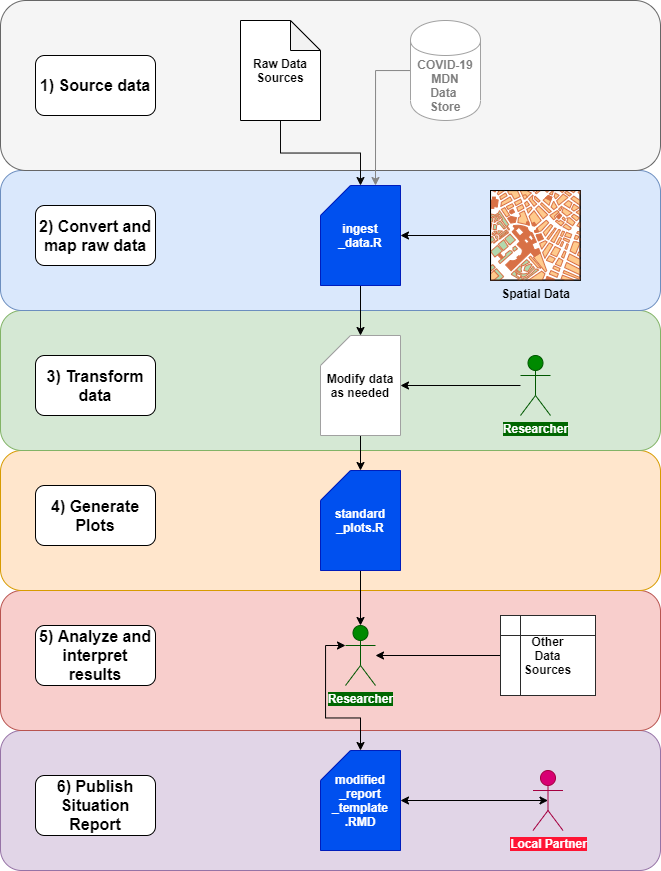 1) Source data
Raw Data
Sources
COVID-19
MDN
Data
Store
2) Convert and
map raw data
ingest
_data.R
Spatial Data
3) Transform
data
Modify data
as needed
Researcher
4) Generate
Plots
standard
_plots.R
5) Analyze and
interpret
results
Researcher
Other
Data
Sources
6) Publish
Situation
Report
modified
_report
_template
.RMD
Local Partner